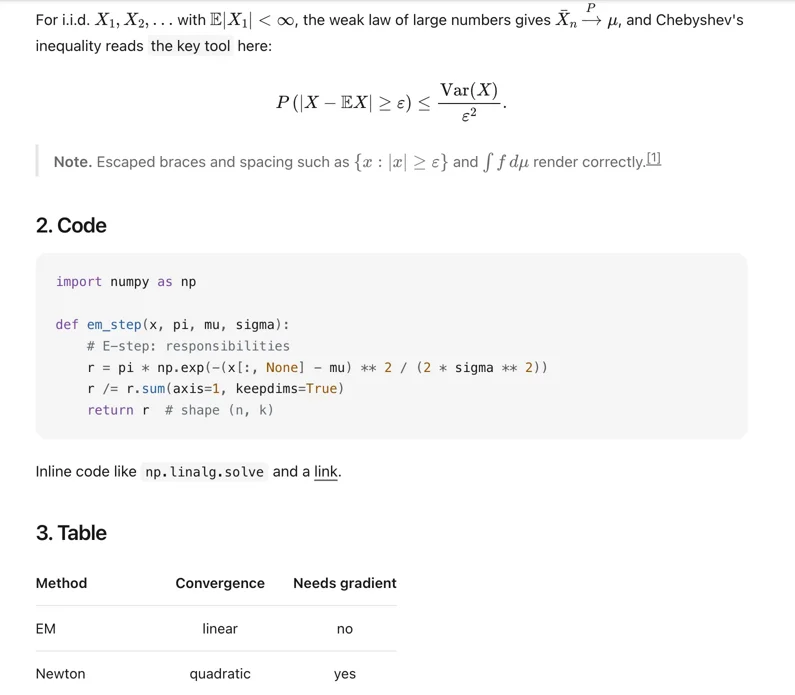 For i.i.d. X₁, X₂, … with 𝔼|X₁| < ∞, the weak law of large numbers gives X̄ₙ →ᴾ μ, and Chebyshev's
inequality reads the key tool here:
P(|X − 𝔼X| ≥ ε) ≤ Var(X) / ε².
Note. Escaped braces and spacing such as {x : |x| ≥ ε} and ∫ f dμ render correctly.[1]
2. Code
import numpy as np
def em_step(x, pi, mu, sigma):
    # E-step: responsibilities
    r = pi * np.exp(-(x[:, None] - mu) ** 2 / (2 * sigma ** 2))
    r /= r.sum(axis=1, keepdims=True)
    return r  # shape (n, k)
Inline code like np.linalg.solve and a link.
3. Table
Method Convergence Needs gradient
EM linear no
Newton quadratic yes